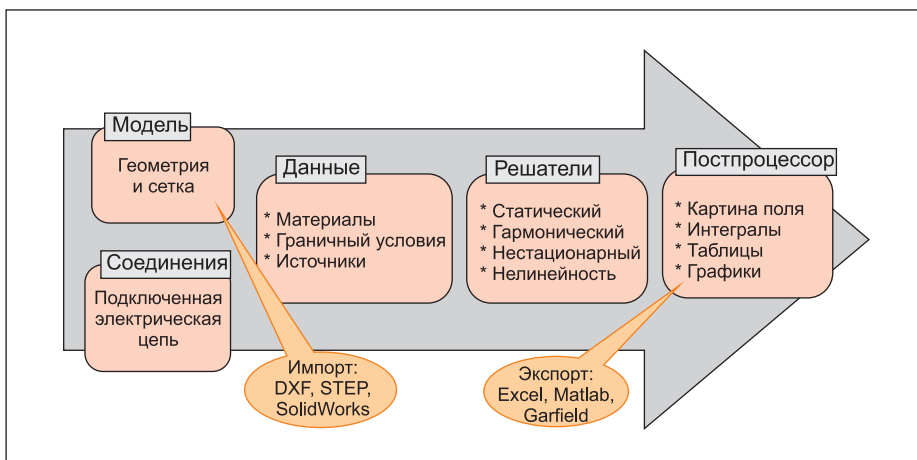 Модель
Геометрия
и сетка
Соединения
Подключенная
электрическая
цепь
Данные
* Материалы
* Граничный условия
* Источники
Решатели
* Статический
* Гармонический
* Нестационарный
* Нелинейность
Постпроцессор
* Картина поля
* Интегралы
* Таблицы
* Графики
Импорт:
DXF, STEP,
SolidWorks
Экспорт:
Excel, Matlab,
Garfield